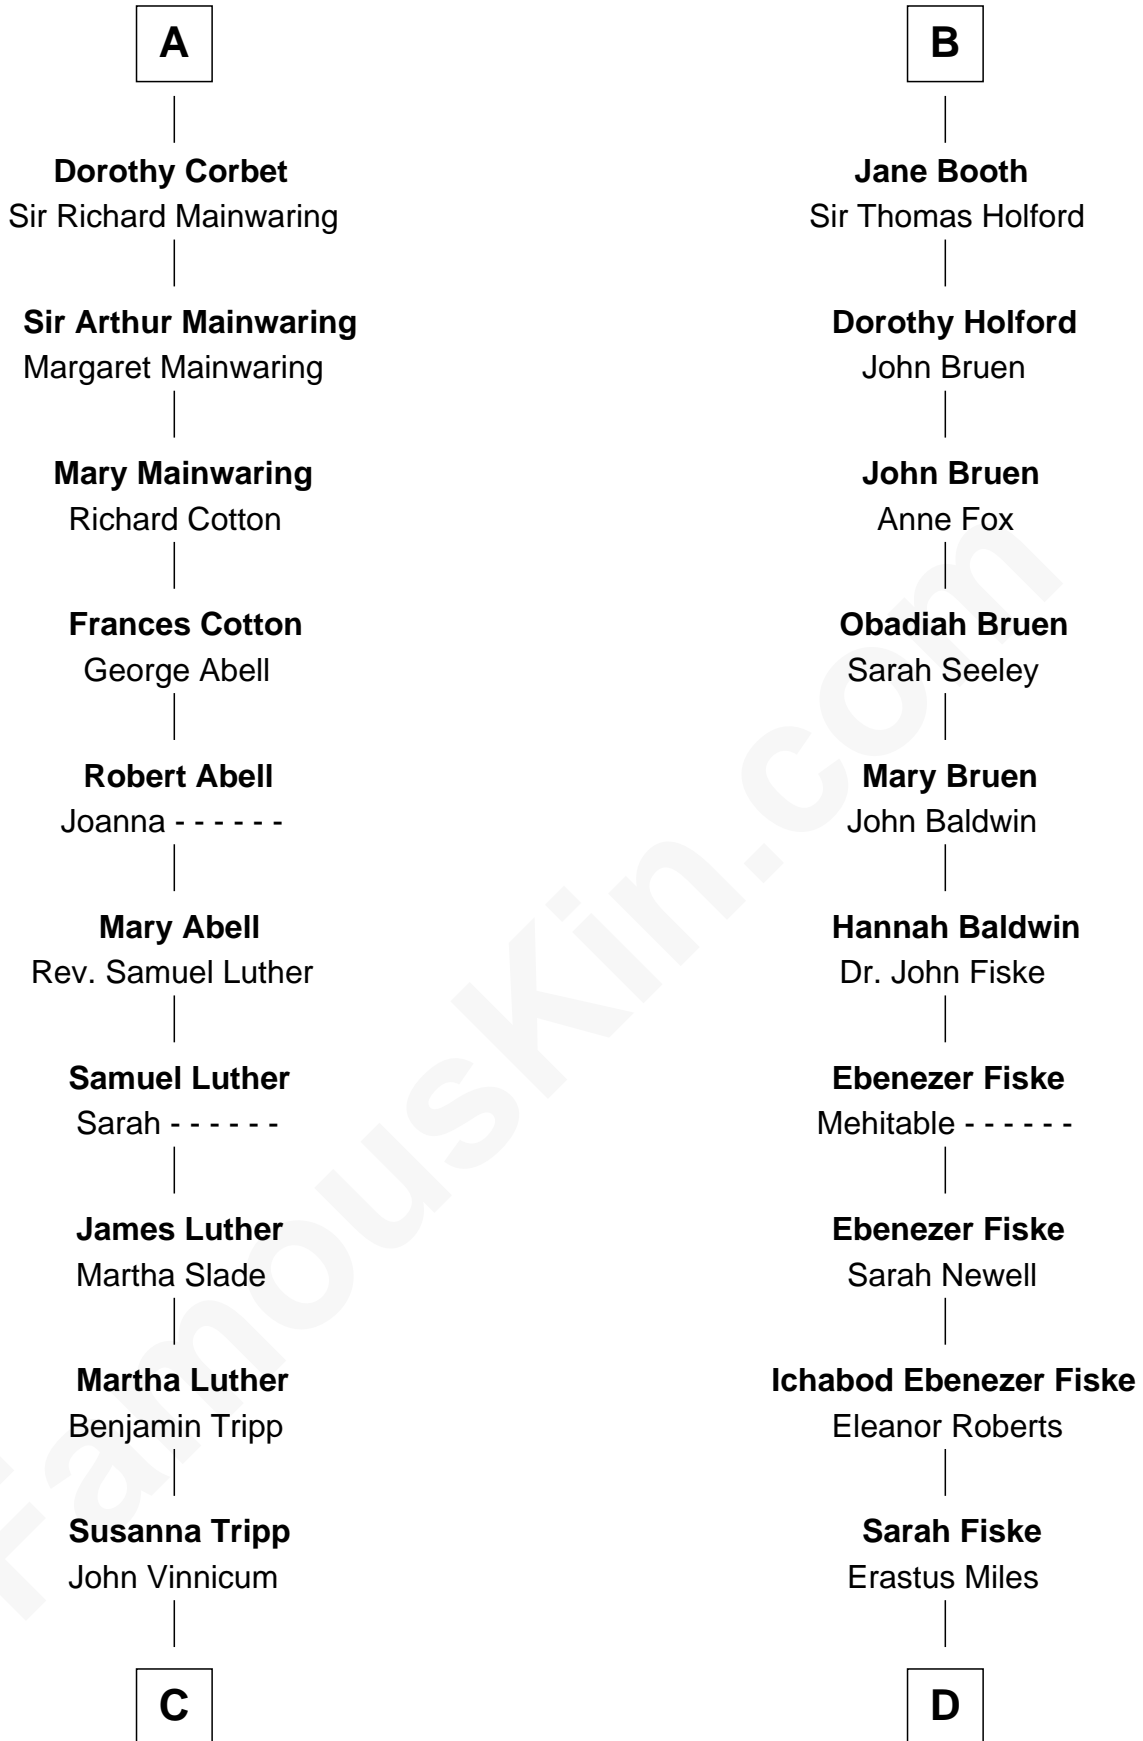 A
Dorothy Corbet
Sir Richard Mainwaring
Sir Arthur Mainwaring
Margaret Mainwaring
Mary Mainwaring
Richard Cotton
Frances Cotton
George Abell
Robert Abell
Joanna - - - - - -
Mary Abell
Rev. Samuel Luther
Samuel Luther
Sarah - - - - - -
James Luther
Martha Slade
Martha Luther
Benjamin Tripp
Susanna Tripp
John Vinnicum
C
B
Jane Booth
Sir Thomas Holford
Dorothy Holford
John Bruen
John Bruen
Anne Fox
Obadiah Bruen
Sarah Seeley
Mary Bruen
John Baldwin
Hannah Baldwin
Dr. John Fiske
Ebenezer Fiske
Mehitable - - - - - -
Ebenezer Fiske
Sarah Newell
Ichabod Ebenezer Fiske
Eleanor Roberts
Sarah Fiske
Erastus Miles
D
FamousKin.com